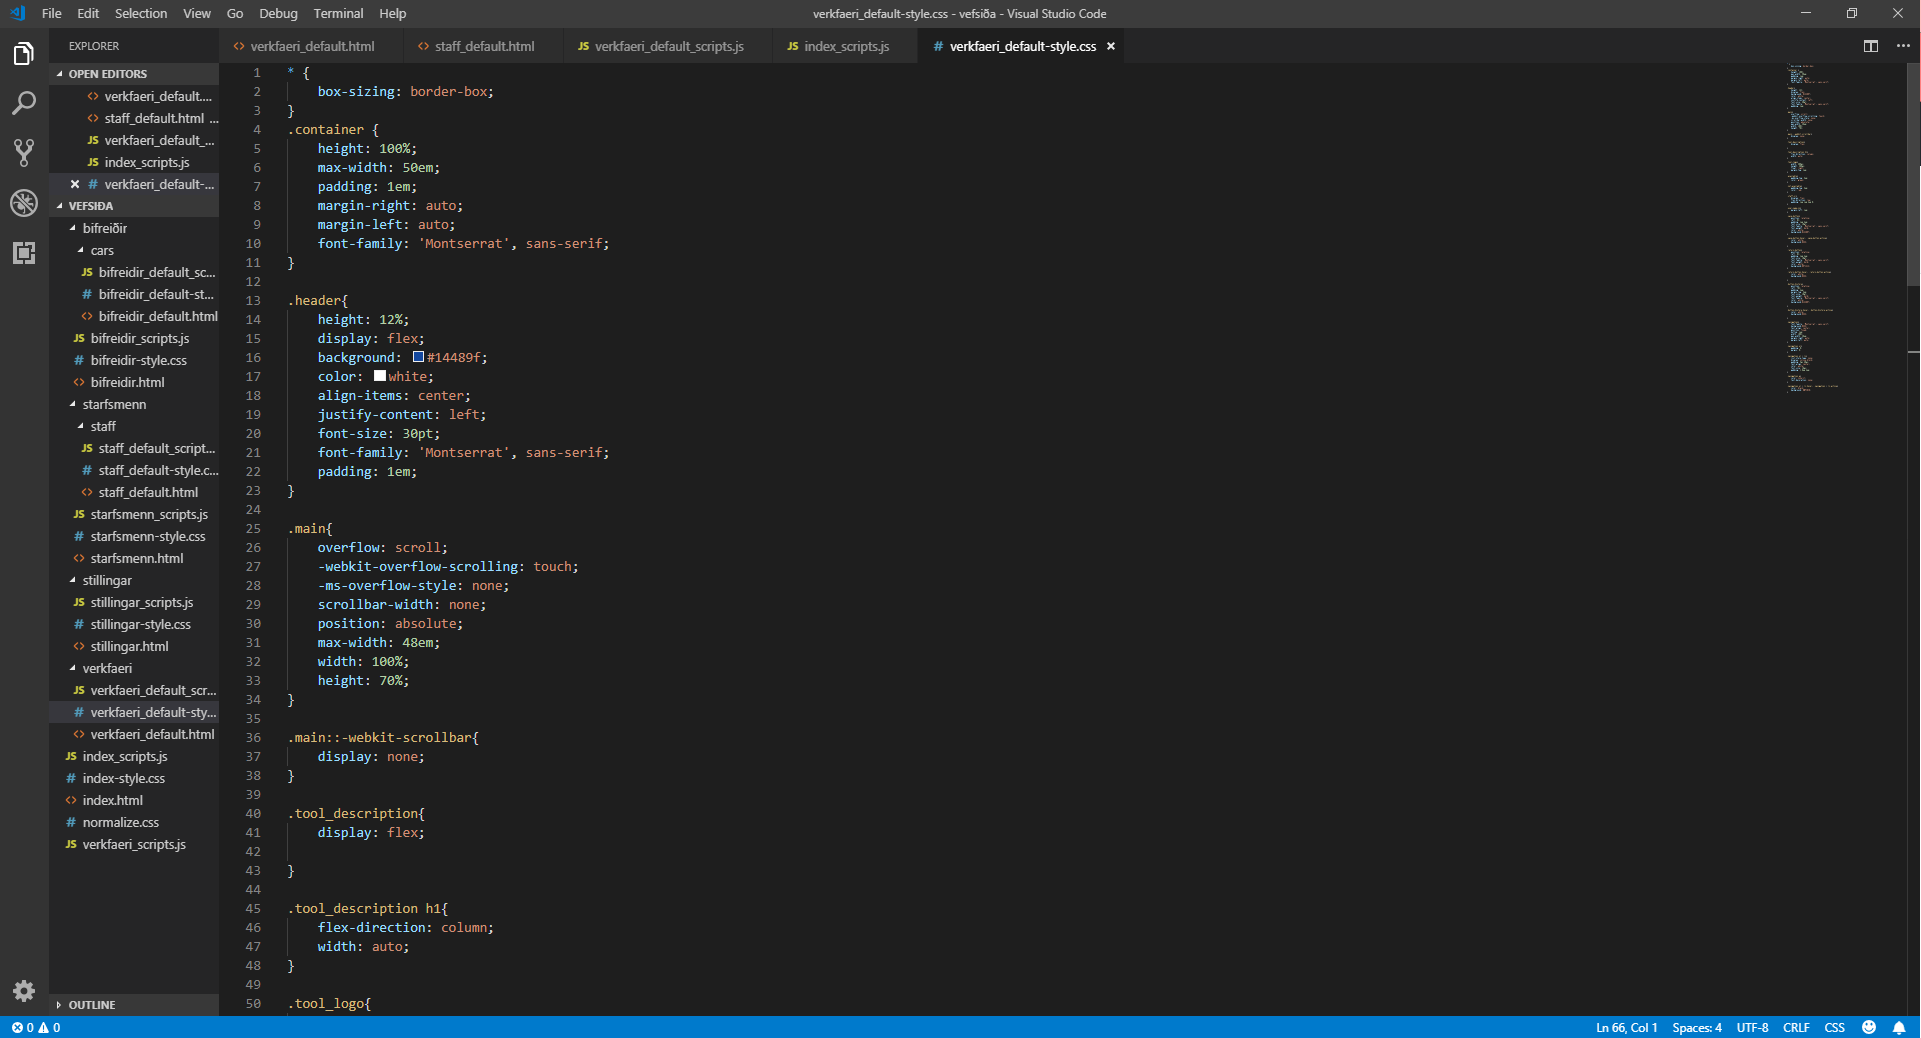 File Edit Selection View Go Debug Terminal Help
verkfaeri_default-style.css - vefsíða - Visual Studio Code
EXPLORER
OPEN EDITORS
verkfaeri_default....
staff_default.html ...
JS verkfaeri_default_...
JS index_scripts.js
# verkfaeri_default-...
VEFSIÐA
bifreiðir
cars
JS bifreidir_default_sc...
# bifreidir_default-st...
bifreidir_default.html
JS bifreidir_scripts.js
# bifreidir-style.css
bifreidir.html
starfsmenn
staff
JS staff_default_script...
# staff_default-style.c...
staff_default.html
JS starfsmenn_scripts.js
# starfsmenn-style.css
starfsmenn.html
stillingar
JS stillingar_scripts.js
# stillingar-style.css
stillingar.html
verkfaeri
JS verkfaeri_default_scr...
# verkfaeri_default-sty...
verkfaeri_default.html
JS index_scripts.js
# index-style.css
index.html
# normalize.css
JS verkfaeri_scripts.js
OUTLINE
<> verkfaeri_default.html <> staff_default.html JS verkfaeri_default_scripts.js JS index_scripts.js # verkfaeri_default-style.css
1 * {
2 box-sizing: border-box;
3 }
4 .container {
5 height: 100%;
6 max-width: 50em;
7 padding: 1em;
8 margin-right: auto;
9 margin-left: auto;
10 font-family: 'Montserrat', sans-serif;
11 }
12
13 .header{
14 height: 12%;
15 display: flex;
16 background: #14489f;
17 color: white;
18 align-items: center;
19 justify-content: left;
20 font-size: 30pt;
21 font-family: 'Montserrat', sans-serif;
22 padding: 1em;
23 }
24
25 .main{
26 overflow: scroll;
27 -webkit-overflow-scrolling: touch;
28 -ms-overflow-style: none;
29 scrollbar-width: none;
30 position: absolute;
31 max-width: 48em;
32 width: 100%;
33 height: 70%;
34 }
35
36 .main::-webkit-scrollbar{
37 display: none;
38 }
39
40 .tool_description{
41 display: flex;
42
43 }
44
45 .tool_description h1{
46 flex-direction: column;
47 width: auto;
48 }
49
50 .tool_logo{
0 0
Ln 66, Col 1 Spaces: 4 UTF-8 CRLF CSS